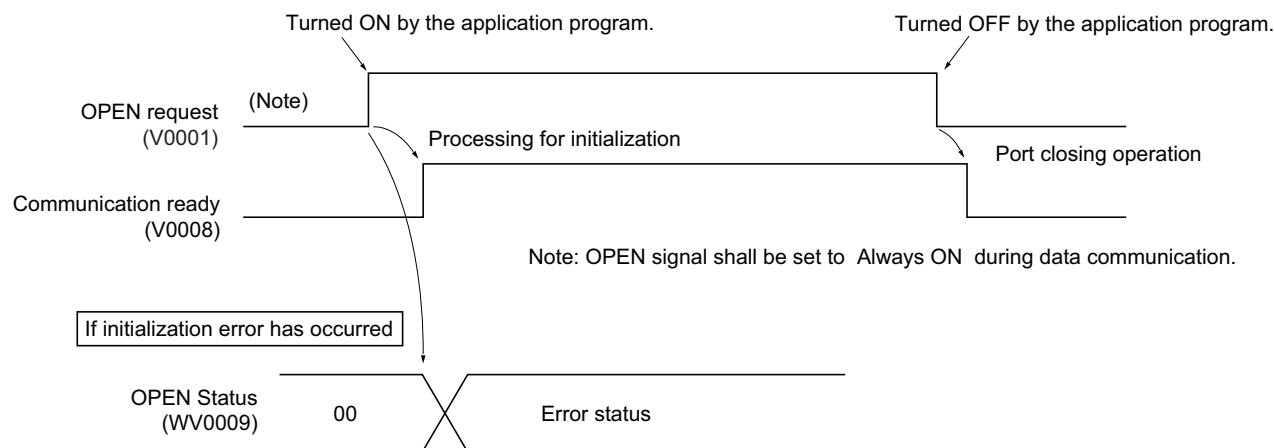 Turned ON by the application program.
Turned OFF by the application program.
(Note)
OPEN request
(V0001)
Processing for initialization
Port closing operation
Communication ready
(V0008)
Note: OPEN signal shall be set to Always ON during data communication.
If initialization error has occurred
OPEN Status
(WV0009)
00
Error status